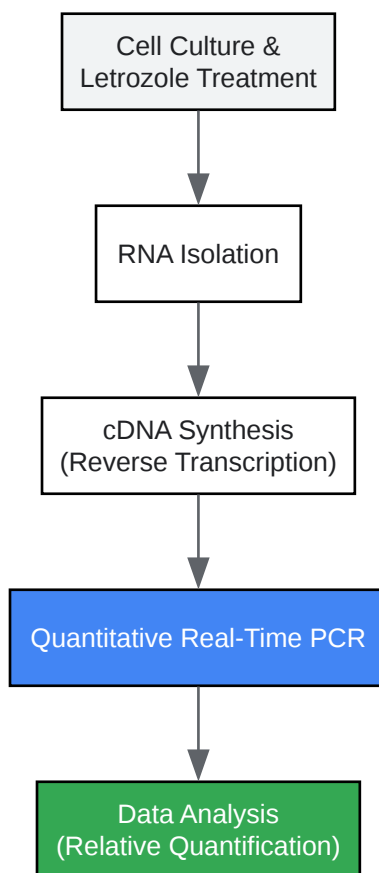 Cell Culture &
Letrozole Treatment
RNA Isolation
cDNA Synthesis
(Reverse Transcription)
Quantitative Real-Time PCR
Data Analysis
(Relative Quantification)